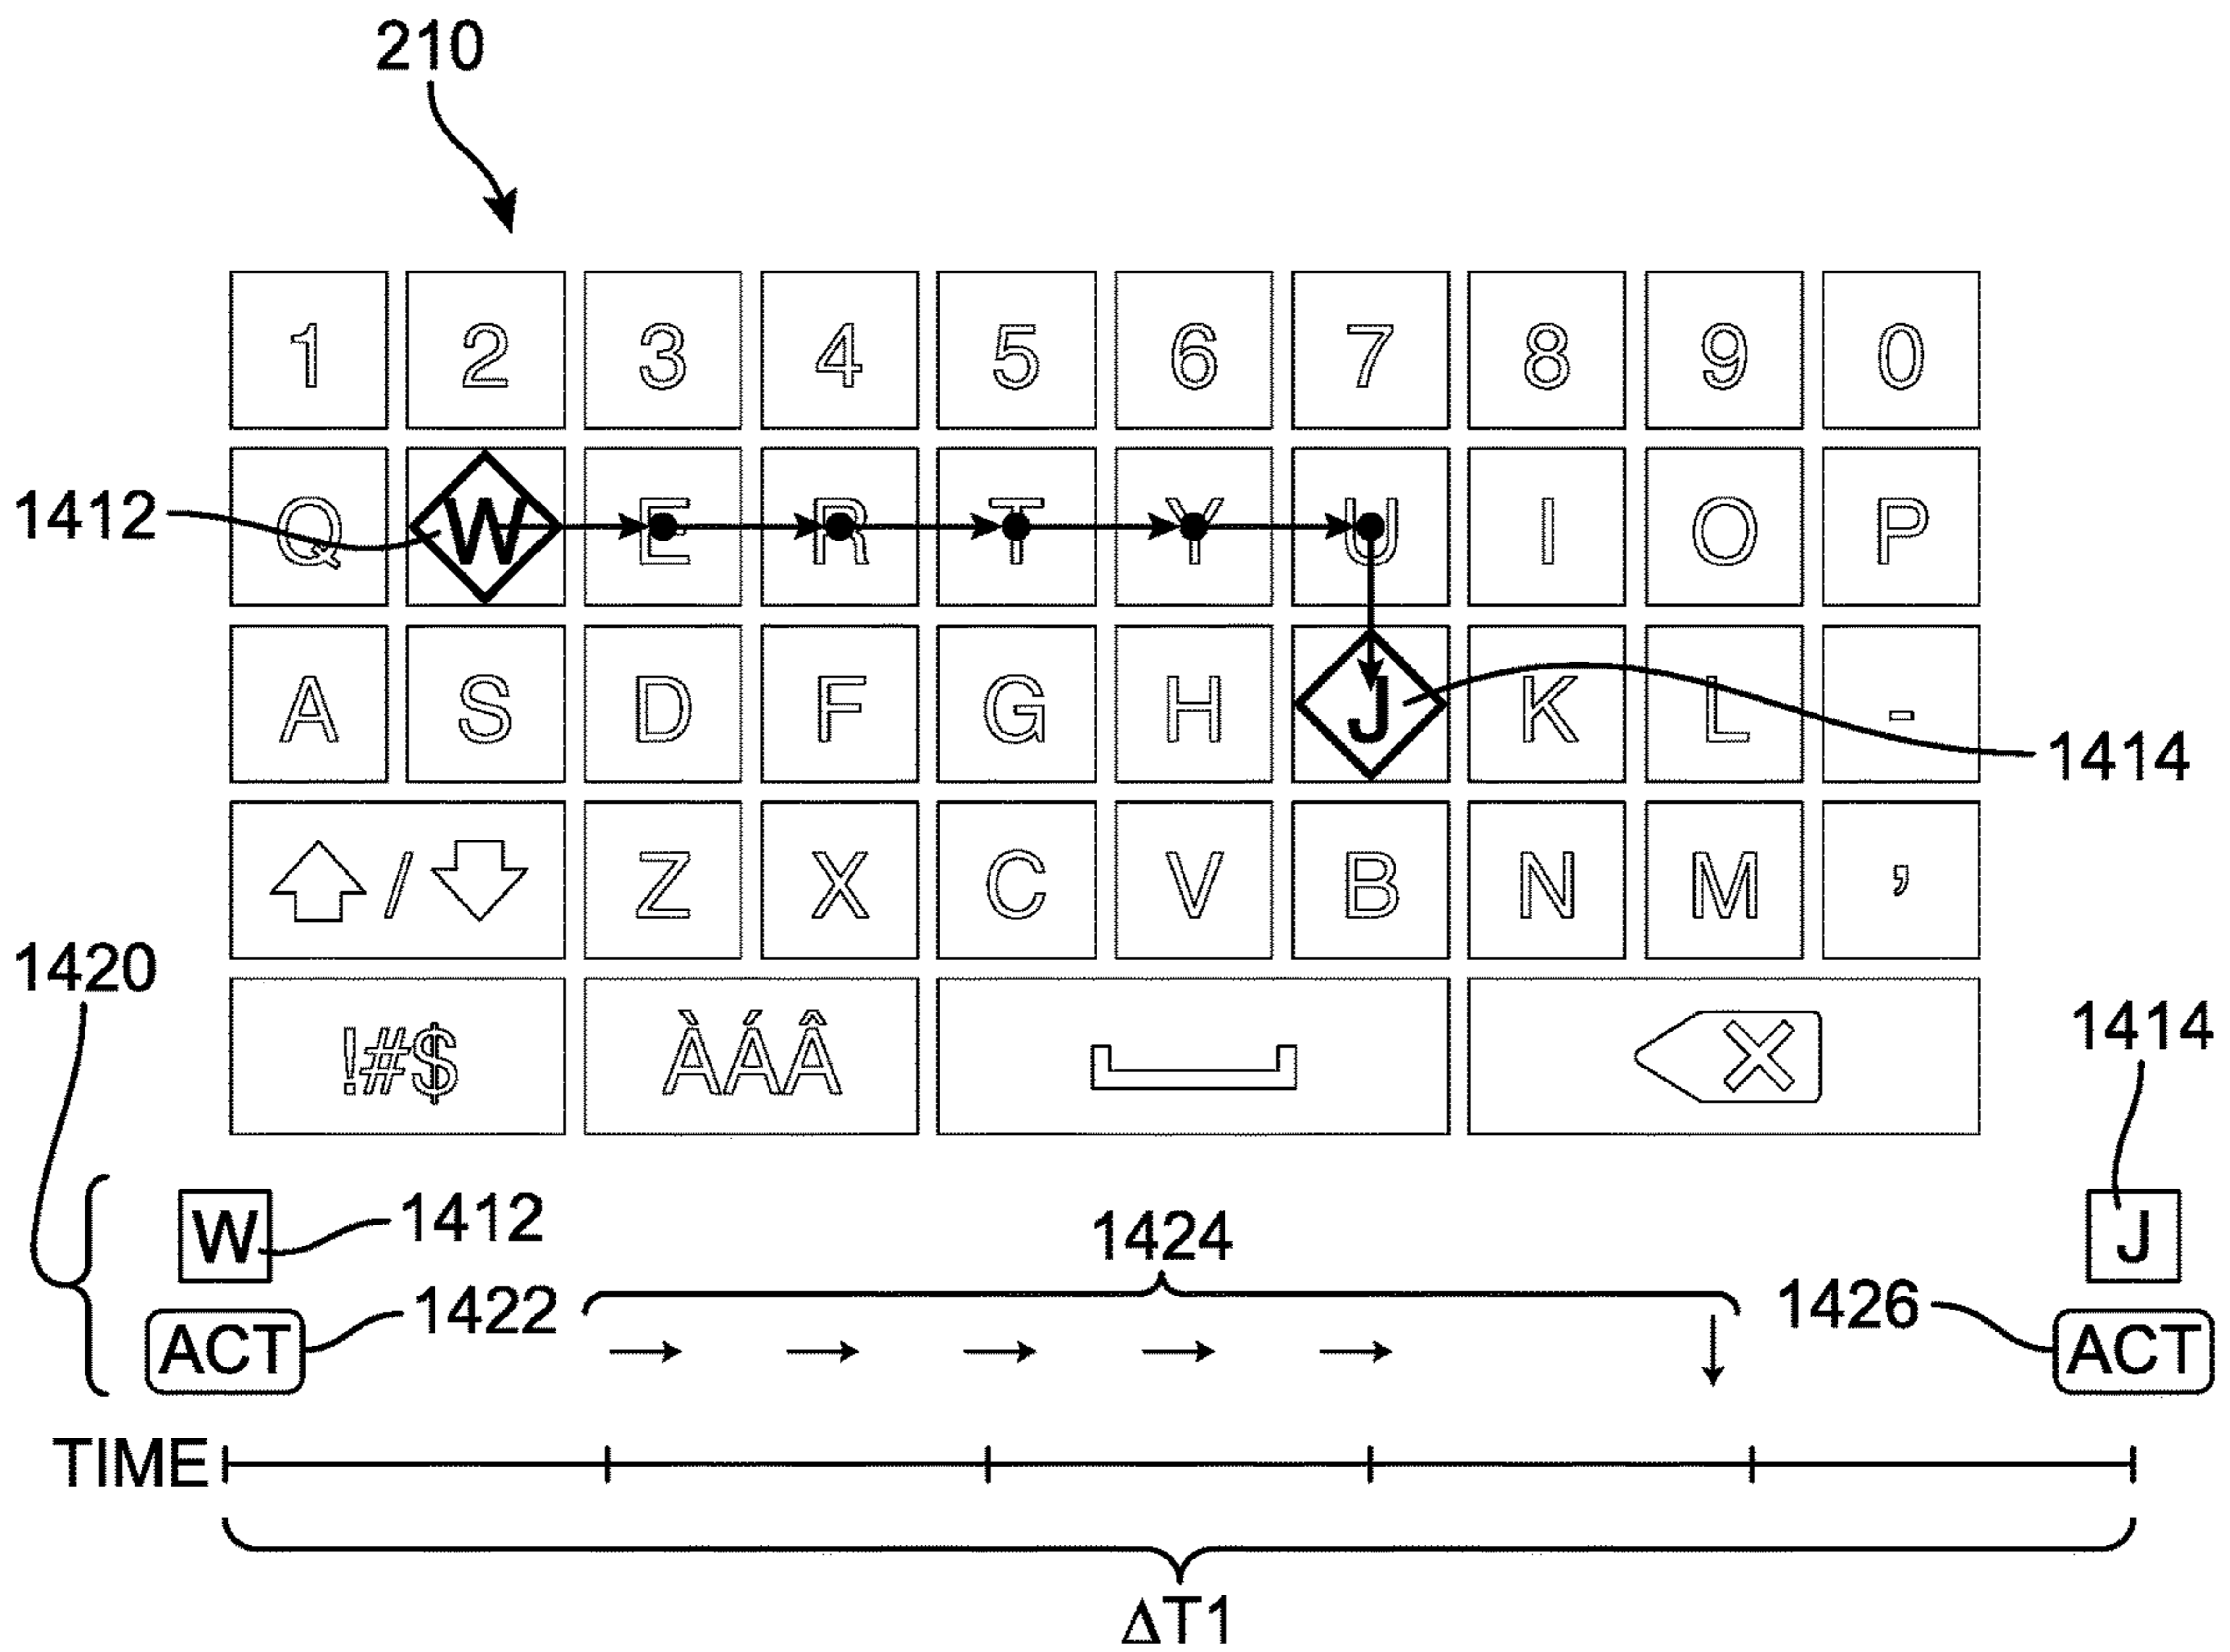 210
1 2 3 4 5 6 7 8 9 0
1412 Q W E R T Y U I O P
A S D F G H J K L -
1414
/ Z X C V B N M ,
1420
!#$ ÀÁÂ
1414
W 1412 1424 J
ACT 1422 1426 ACT
TIME
ΔT1